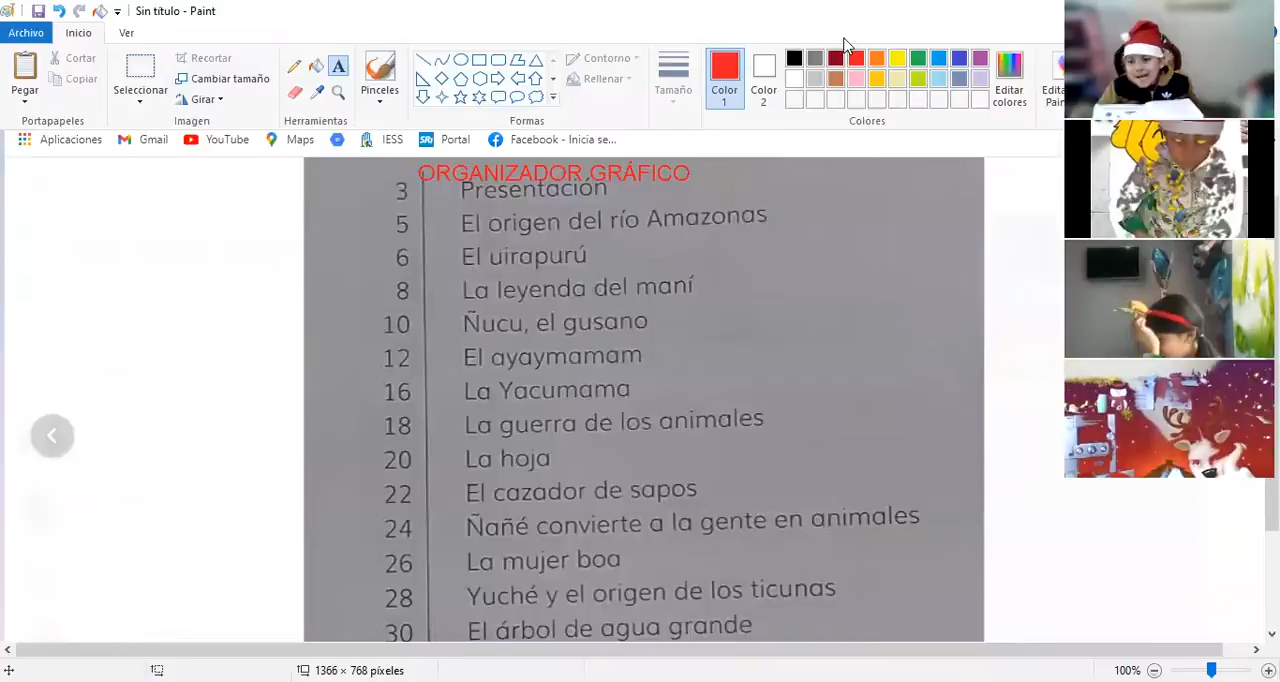 Sin título - Paint
Archivo Inicio Ver
Pegar
Cortar
Copiar
Portapapeles
Seleccionar
Recortar
Cambiar tamaño
Girar
Imagen
A
Herramientas
Pinceles
Contorno
Rellenar
Formas
Tamaño
Color
1
Color
2
Editar
colores
Colores
Aplicaciones Gmail YouTube Maps IESS SRi Portal Facebook - Inicia se...
ORGANIZADOR GRÁFICO
3 Presentación
5 El origen del río Amazonas
6 El uirapurú
8 La leyenda del maní
10 Ñucu, el gusano
12 El ayaymamam
16 La Yacumama
18 La guerra de los animales
20 La hoja
22 El cazador de sapos
24 Ñañé convierte a la gente en animales
26 La mujer boa
28 Yuché y el origen de los ticunas
30 El árbol de agua grande
1366 × 768 píxeles 100%